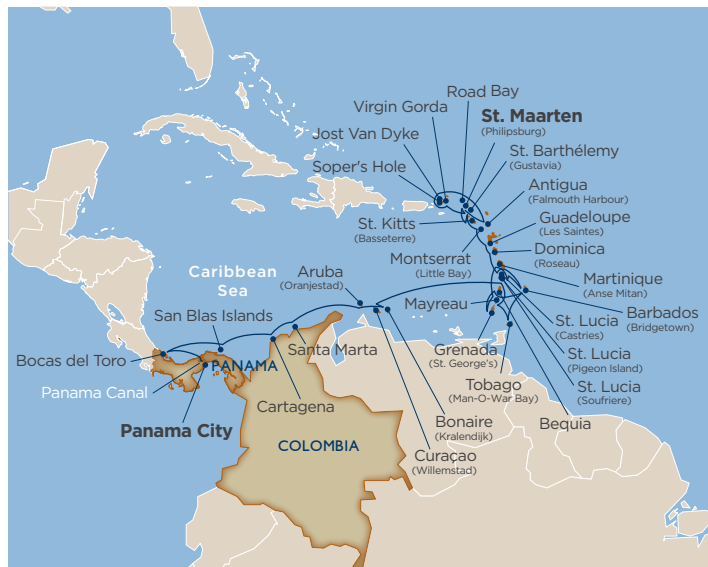 Road Bay
Virgin Gorda
St. Maarten
(Philipsburg)
Jost Van Dyke
St. Barthélemy
(Gustavia)
Soper's Hole
Antigua
(Falmouth Harbour)
St. Kitts
(Basseterre)
Guadeloupe
(Les Saintes)
Dominica
(Roseau)
Montserrat
(Little Bay)
Martinique
(Anse Mitan)
Caribbean
Sea
Aruba
(Oranjestad)
Mayreau
Barbados
(Bridgetown)
San Blas Islands
St. Lucia
(Castries)
Bocas del Toro
Santa Marta
Grenada
(St. George's)
St. Lucia
(Pigeon Island)
PANAMA
Panama Canal
Tobago
(Man-O-War Bay)
St. Lucia
(Soufriere)
Cartagena
Panama City
Bonaire
(Kralendijk)
Bequia
COLOMBIA
Curaçao
(Willemstad)